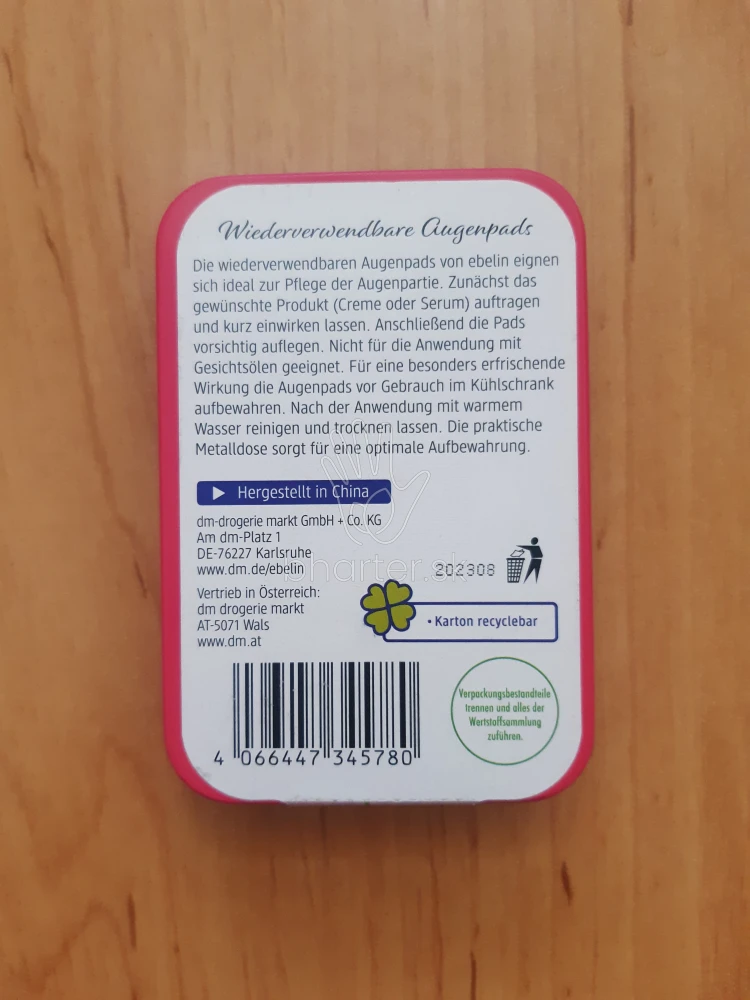 Wiederverwendbare Augenpads
Die wiederverwendbaren Augenpads von ebelin eignen
sich ideal zur Pflege der Augenpartie. Zunächst das
gewünschte Produkt (Creme oder Serum) auftragen
und kurz einwirken lassen. Anschließend die Pads
vorsichtig auflegen. Nicht für die Anwendung mit
Gesichtsölen geeignet. Für eine besonders erfrischende
Wirkung die Augenpads vor Gebrauch im Kühlschrank
aufbewahren. Nach der Anwendung mit warmem
Wasser reinigen und trocknen lassen. Die praktische
Metalldose sorgt für eine optimale Aufbewahrung.
Hergestellt in China
dm-drogerie markt GmbH + Co. KG
Am dm-Platz 1
DE-76227 Karlsruhe
www.dm.de/ebelin
bharter.sk
202308
Vertrieb in Österreich:
dm drogerie markt
AT-5071 Wals
www.dm.at
• Karton recyclebar
Verpackungsbestandteile
trennen und alles der
Wertstoffsammlung
zuführen.
4 066447 345780